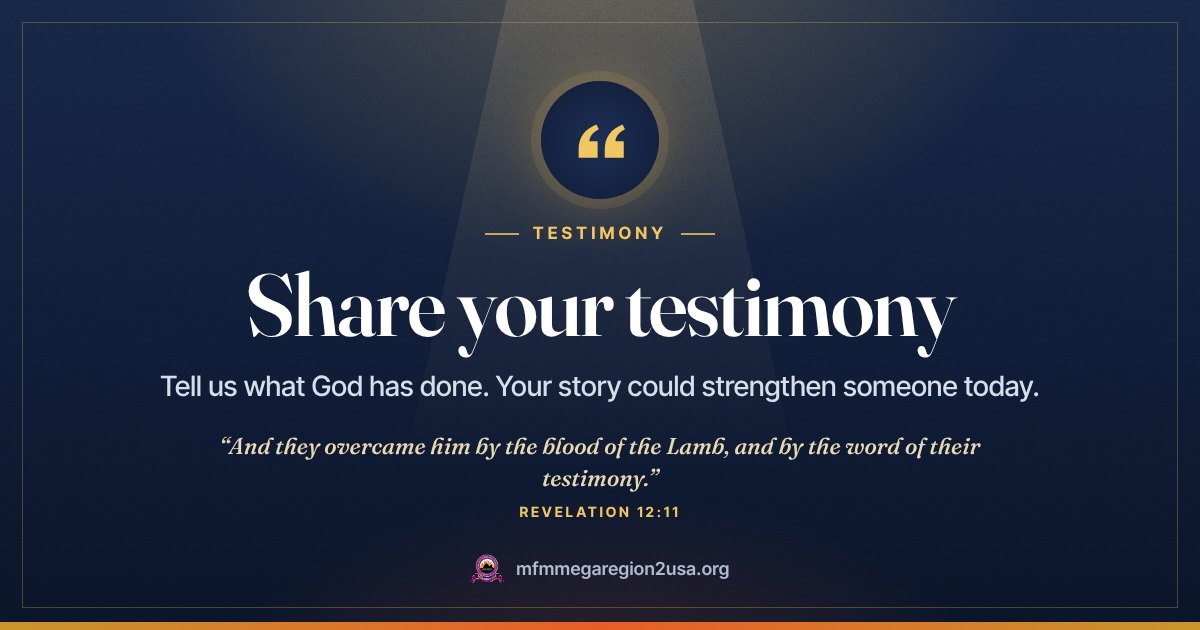 “
TESTIMONY
Share your testimony
Tell us what God has done. Your story could strengthen someone today.
“And they overcame him by the blood of the Lamb, and by the word of their
testimony.”
REVELATION 12:11
mfmmegaregion2usa.org